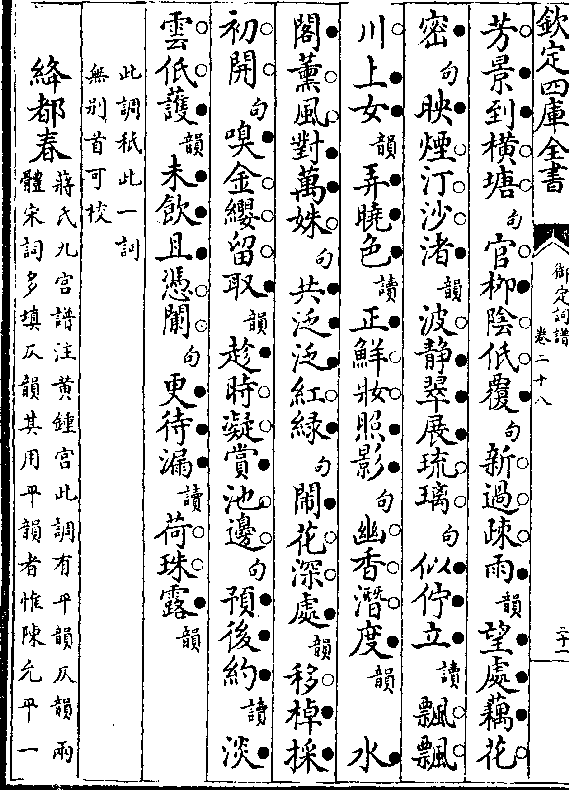 欽定四庫全書
御定詞譜
卷二十八
二十一
芳景到橫塘句官柳陰低覆句新過疎雨韻望處藕花
密句映煙汀沙渚韻波靜翠展琉璃句似佇立讀飄飄
川上女韻弄曉色讀正鮮妝照影句幽香潛度韻 水
閣薰風對萬姝句共泛泛紅綠句鬧花深處韻移棹採
初開句嗅金纓留取韻趁時凝賞池邊句預後約讀淡
雲低護韻未飲且憑闌句更待漏讀荷珠露韻
此調秪此一詞
無别首可校
絳都春蔣氏九宫譜注黄鍾宫此調有平韻仄韻兩
體宋詞多填仄韻其用平韻者惟陳允平一